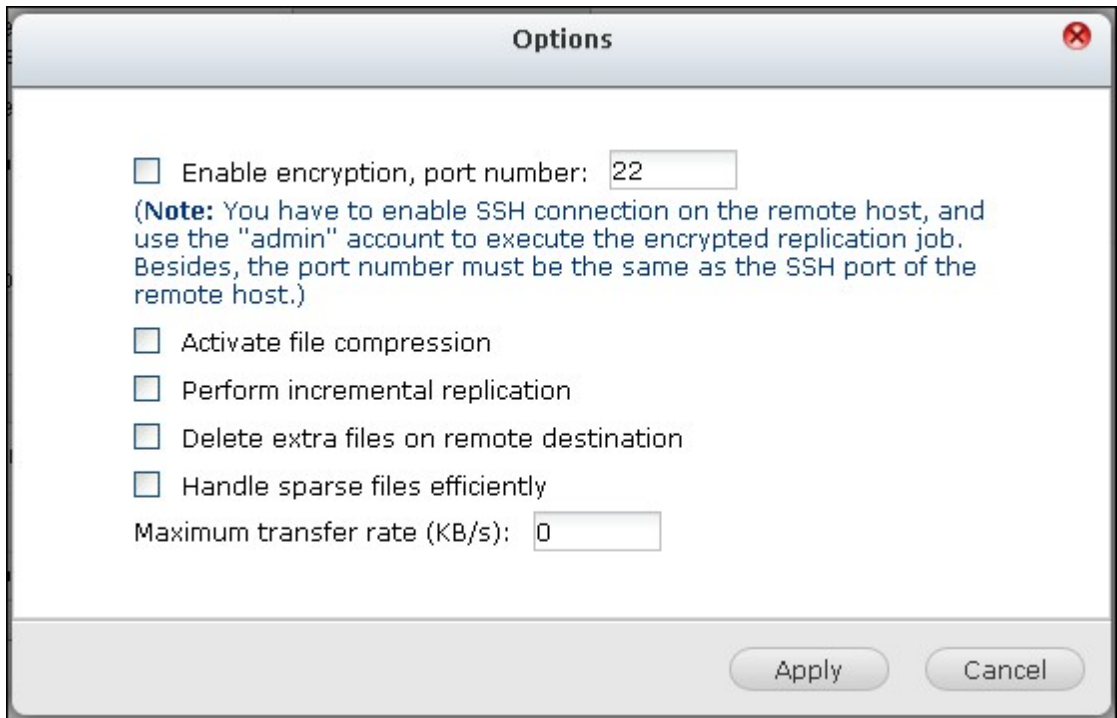 Options
Enable encryption, port number: 22
(Note: You have to enable SSH connection on the remote host, and
use the "admin" account to execute the encrypted replication job.
Besides, the port number must be the same as the SSH port of the
remote host.)
Activate file compression
Perform incremental replication
Delete extra files on remote destination
Handle sparse files efficiently
Maximum transfer rate (KB/s): 0
Apply Cancel